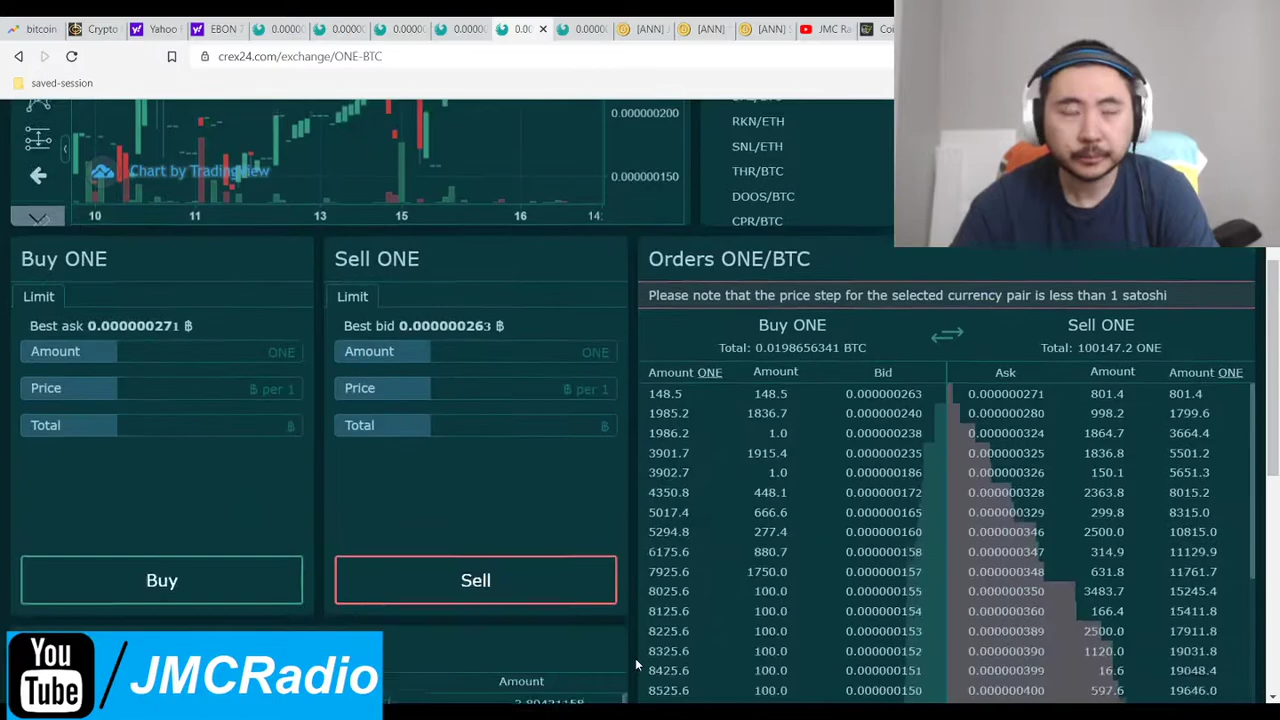 bitcoin
Crypto
Yahoo
EBON 7
0.0000
0.0000
0.0000
0.0000
0.0(
0.0000
[ANN]
[ANN]
[ANN]
JMC Ra
Coi
crex24.com/exchange/ONE-BTC
saved-session
0.000000200
0.000000150
Chart by TradingView
10 11 13 15 16 14:
RKN/ETH
SNL/ETH
THR/BTC
DOOS/BTC
CPR/BTC
Buy ONE
Limit
Best ask 0.000000271 ₿
Amount ONE
Price ₿ per 1
Total ₿
Buy
Sell ONE
Limit
Best bid 0.000000263 ₿
Amount ONE
Price ₿ per 1
Total ₿
Sell
Orders ONE/BTC
Please note that the price step for the selected currency pair is less than 1 satoshi
Buy ONE
Total: 0.0198656341 BTC
Sell ONE
Total: 100147.2 ONE
Amount ONE Amount Bid Ask Amount Amount ONE
148.5 148.5 0.000000263 0.000000271 801.4 801.4
1985.2 1836.7 0.000000240 0.000000280 998.2 1799.6
1986.2 1.0 0.000000238 0.000000324 1864.7 3664.4
3901.7 1915.4 0.000000235 0.000000325 1836.8 5501.2
3902.7 1.0 0.000000186 0.000000326 150.1 5651.3
4350.8 448.1 0.000000172 0.000000328 2363.8 8015.2
5017.4 666.6 0.000000165 0.000000329 299.8 8315.0
5294.8 277.4 0.000000160 0.000000346 2500.0 10815.0
6175.6 880.7 0.000000158 0.000000347 314.9 11129.9
7925.6 1750.0 0.000000157 0.000000348 631.8 11761.7
8025.6 100.0 0.000000155 0.000000350 3483.7 15245.4
8125.6 100.0 0.000000154 0.000000360 166.4 15411.8
8225.6 100.0 0.000000153 0.000000389 2500.0 17911.8
8325.6 100.0 0.000000152 0.000000390 1120.0 19031.8
8425.6 100.0 0.000000151 0.000000399 16.6 19048.4
8525.6 100.0 0.000000150 0.000000400 597.6 19646.0
Amount
You Tube /JMCRadio